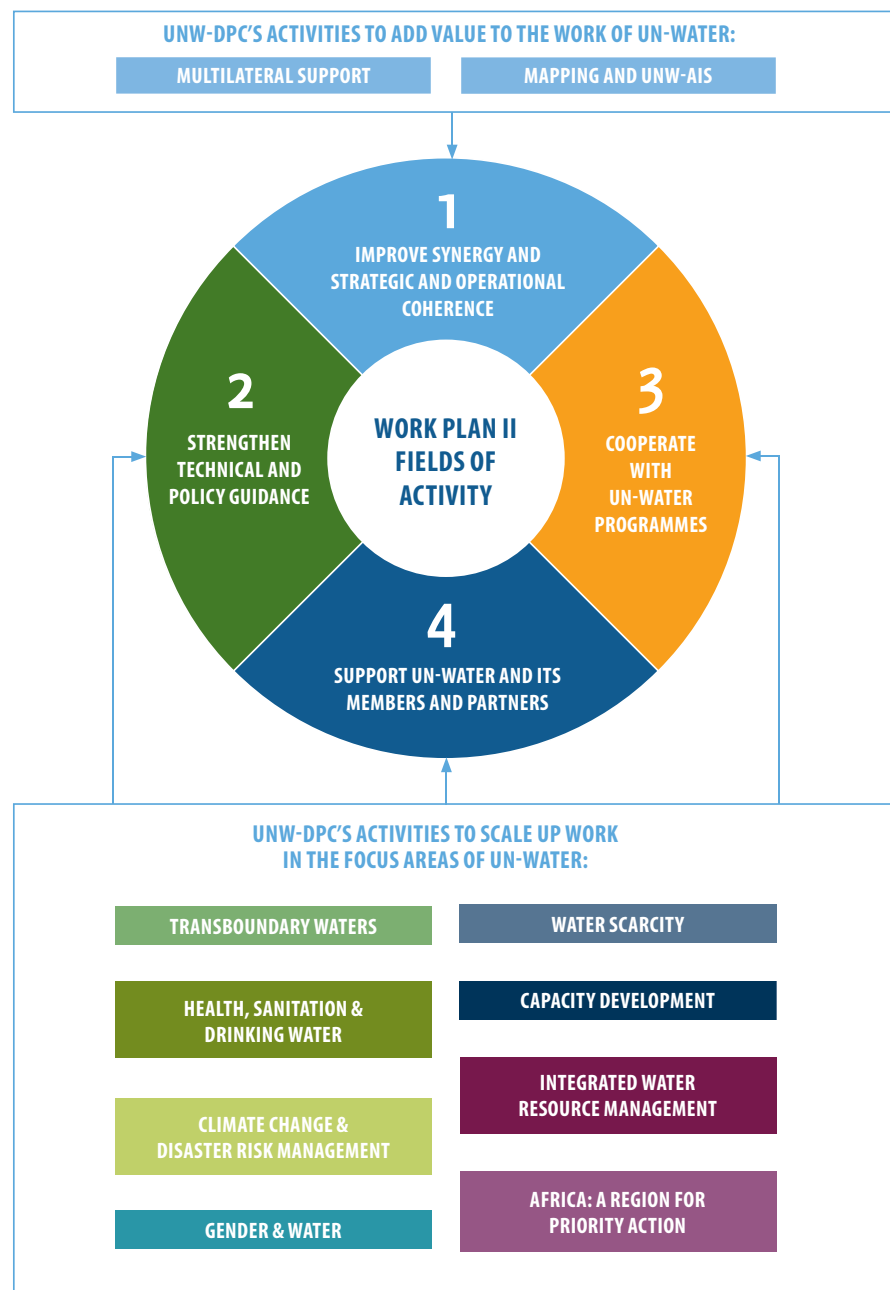 UNW-DPC'S ACTIVITIES TO ADD VALUE TO THE WORK OF UN-WATER:
MULTILATERAL SUPPORT
MAPPING AND UNW-AIS
1
IMPROVE SYNERGY AND
STRATEGIC AND OPERATIONAL
COHERENCE
2
STRENGTHEN
TECHNICAL AND
POLICY GUIDANCE
WORK PLAN II
FIELDS OF
ACTIVITY
3
COOPERATE
WITH
UN-WATER
PROGRAMMES
4
SUPPORT UN-WATER AND ITS
MEMBERS AND PARTNERS
UNW-DPC'S ACTIVITIES TO SCALE UP WORK
IN THE FOCUS AREAS OF UN-WATER:
TRANSBOUNDARY WATERS
HEALTH, SANITATION &
DRINKING WATER
CLIMATE CHANGE &
DISASTER RISK MANAGEMENT
GENDER & WATER
WATER SCARCITY
CAPACITY DEVELOPMENT
INTEGRATED WATER
RESOURCE MANAGEMENT
AFRICA: A REGION FOR
PRIORITY ACTION